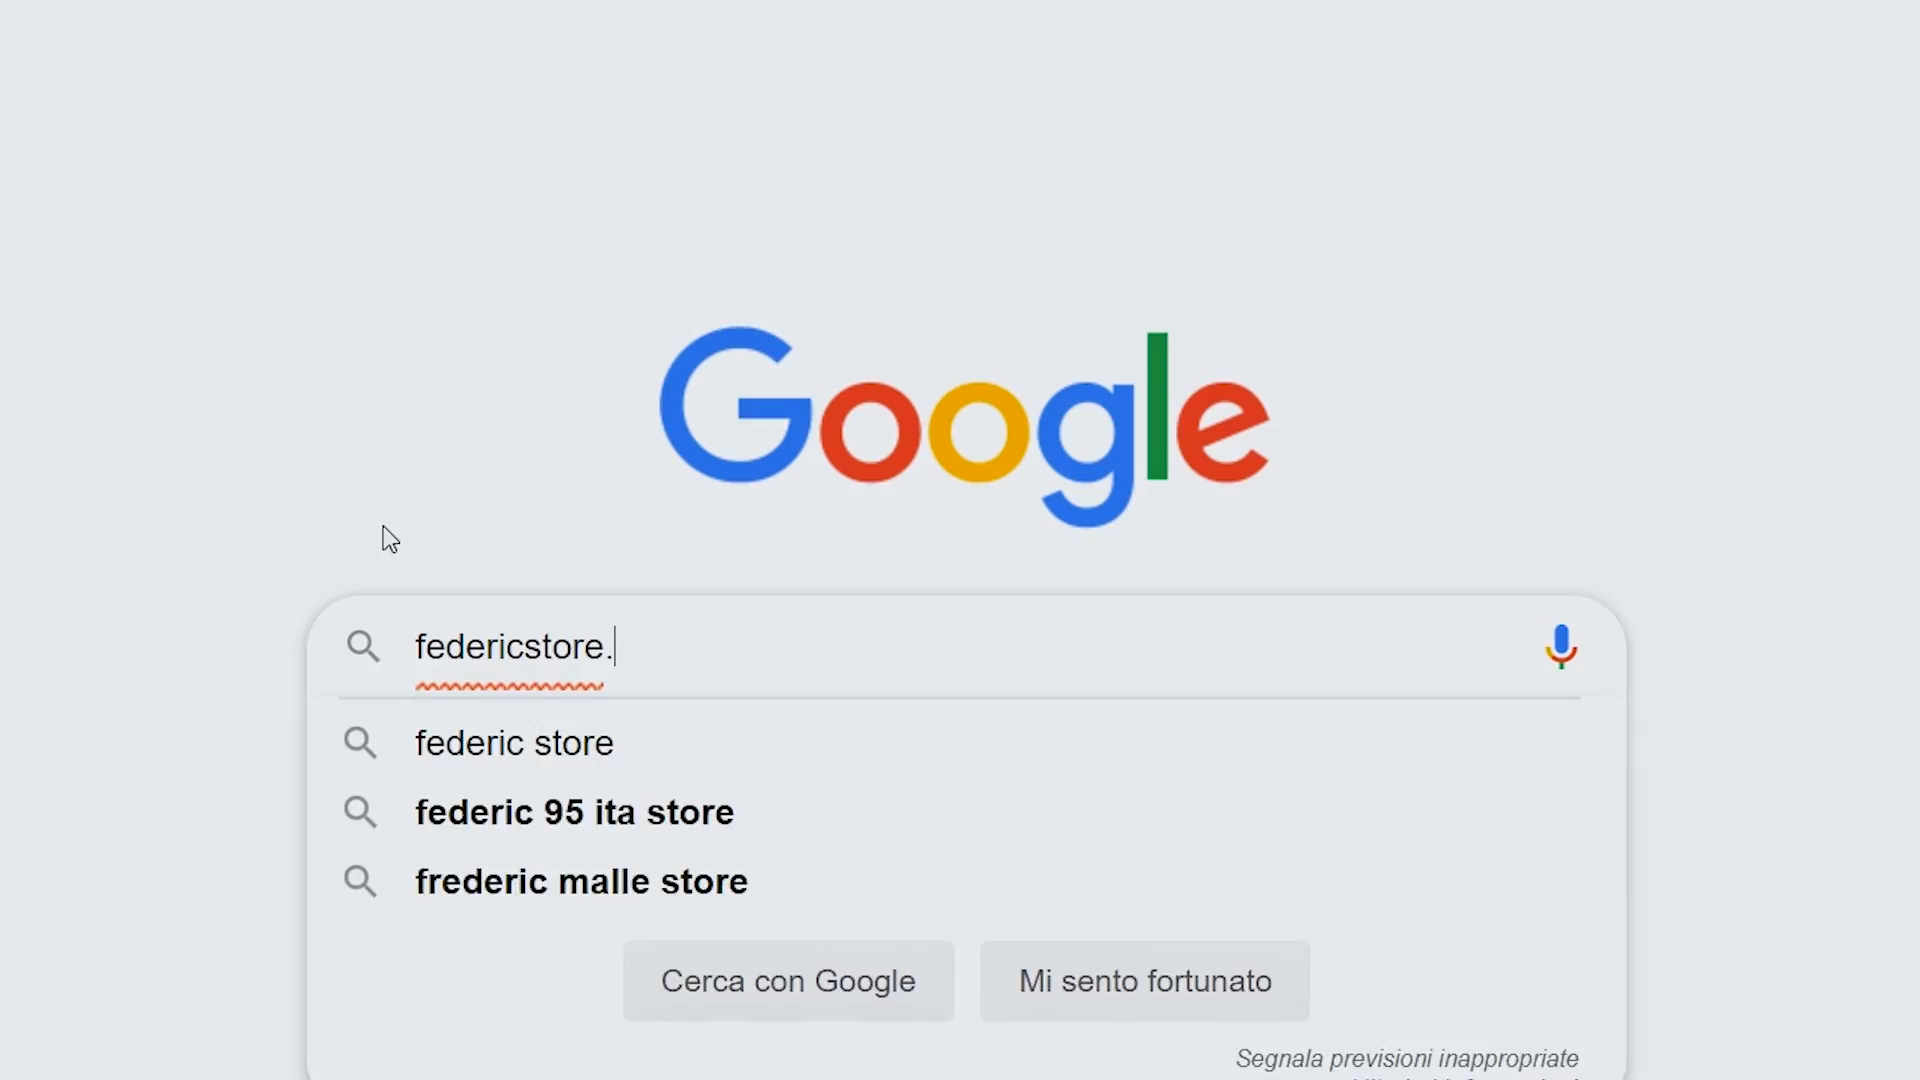 Google
federicstore.
federic store
federic 95 ita store
frederic malle store
Cerca con Google
Mi sento fortunato
Segnala previsioni inappropriate